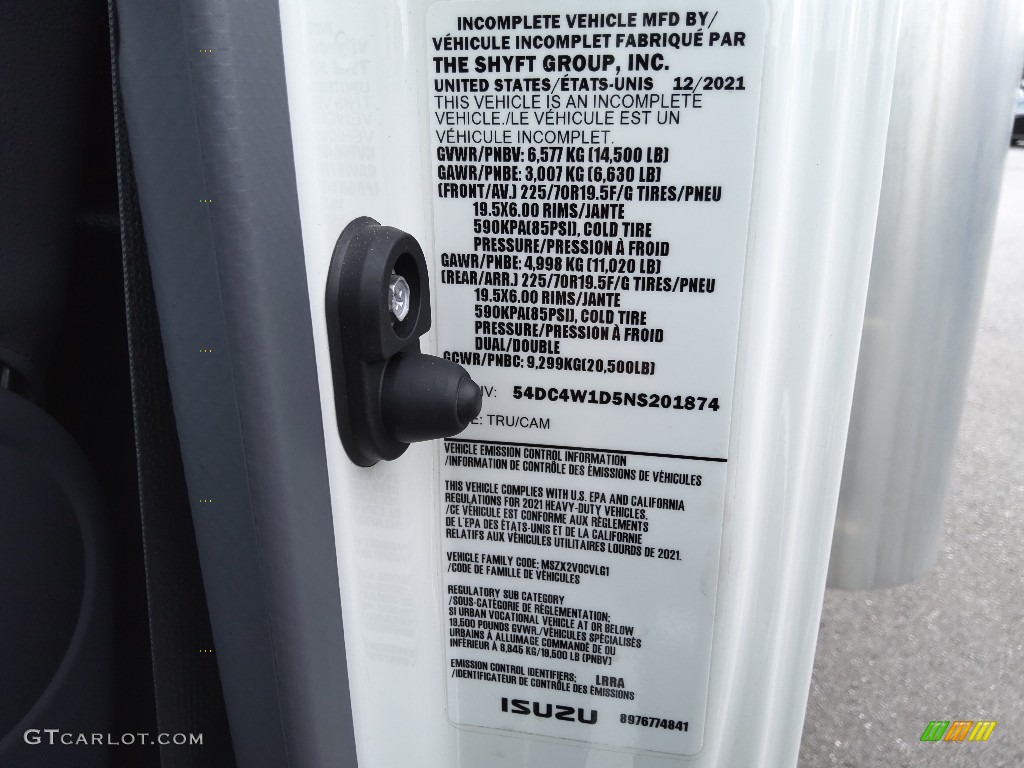 INCOMPLETE VEHICLE MFD BY/
VÉHICULE INCOMPLET FABRIQUÉ PAR
THE SHYFT GROUP, INC.
UNITED STATES/ÉTATS-UNIS 12/2021
THIS VEHICLE IS AN INCOMPLETE
VEHICLE./LE VÉHICULE EST UN
VÉHICULE INCOMPLET.
GVWR/PNBV: 6,577 KG (14,500 LB)
GAWR/PNBE: 3,007 KG (6,630 LB)
(FRONT/AV.) 225/70R19.5F/G TIRES/PNEU
19.5X6.00 RIMS/JANTE
590KPA(85PSI), COLD TIRE
PRESSURE/PRESSION À FROID
GAWR/PNBE: 4,998 KG (11,020 LB)
(REAR/ARR.) 225/70R19.5F/G TIRES/PNEU
19.5X6.00 RIMS/JANTE
590KPA(85PSI), COLD TIRE
PRESSURE/PRESSION À FROID
DUAL/DOUBLE
GCWR/PNBC: 9,299KG(20,500LB)
IV: 54DC4W1D5NS201874
E: TRU/CAM
VEHICLE EMISSION CONTROL INFORMATION
/INFORMATION DE CONTRÔLE DES ÉMISSIONS DE VÉHICULES
THIS VEHICLE COMPLIES WITH U.S. EPA AND CALIFORNIA
REGULATIONS FOR 2021 HEAVY-DUTY VEHICLES.
/CE VÉHICULE EST CONFORME AUX RÈGLEMENTS
DE L'EPA DES ÉTATS-UNIS ET DE LA CALIFORNIE
RELATIFS AUX VÉHICULES UTILITAIRES LOURDS DE 2021.
VEHICLE FAMILY CODE: MSZX2VOCVLG1
/CODE DE FAMILLE DE VÉHICULES
REGULATORY SUB CATEGORY
/SOUS-CATÉGORIE DE RÉGLEMENTATION:
SI URBAN VOCATIONAL VEHICLE AT OR BELOW
19,500 POUNDS GVWR./VÉHICULES SPÉCIALISÉS
URBAINS À ALLUMAGE COMMANDÉ DE OU
INFÉRIEUR À 8,845 KG/19,500 LB (PNBV)
EMISSION CONTROL IDENTIFIERS: LRRA
/IDENTIFICATEUR DE CONTRÔLE DES ÉMISSIONS
ISUZU 8976774841
GTCARLOT.COM